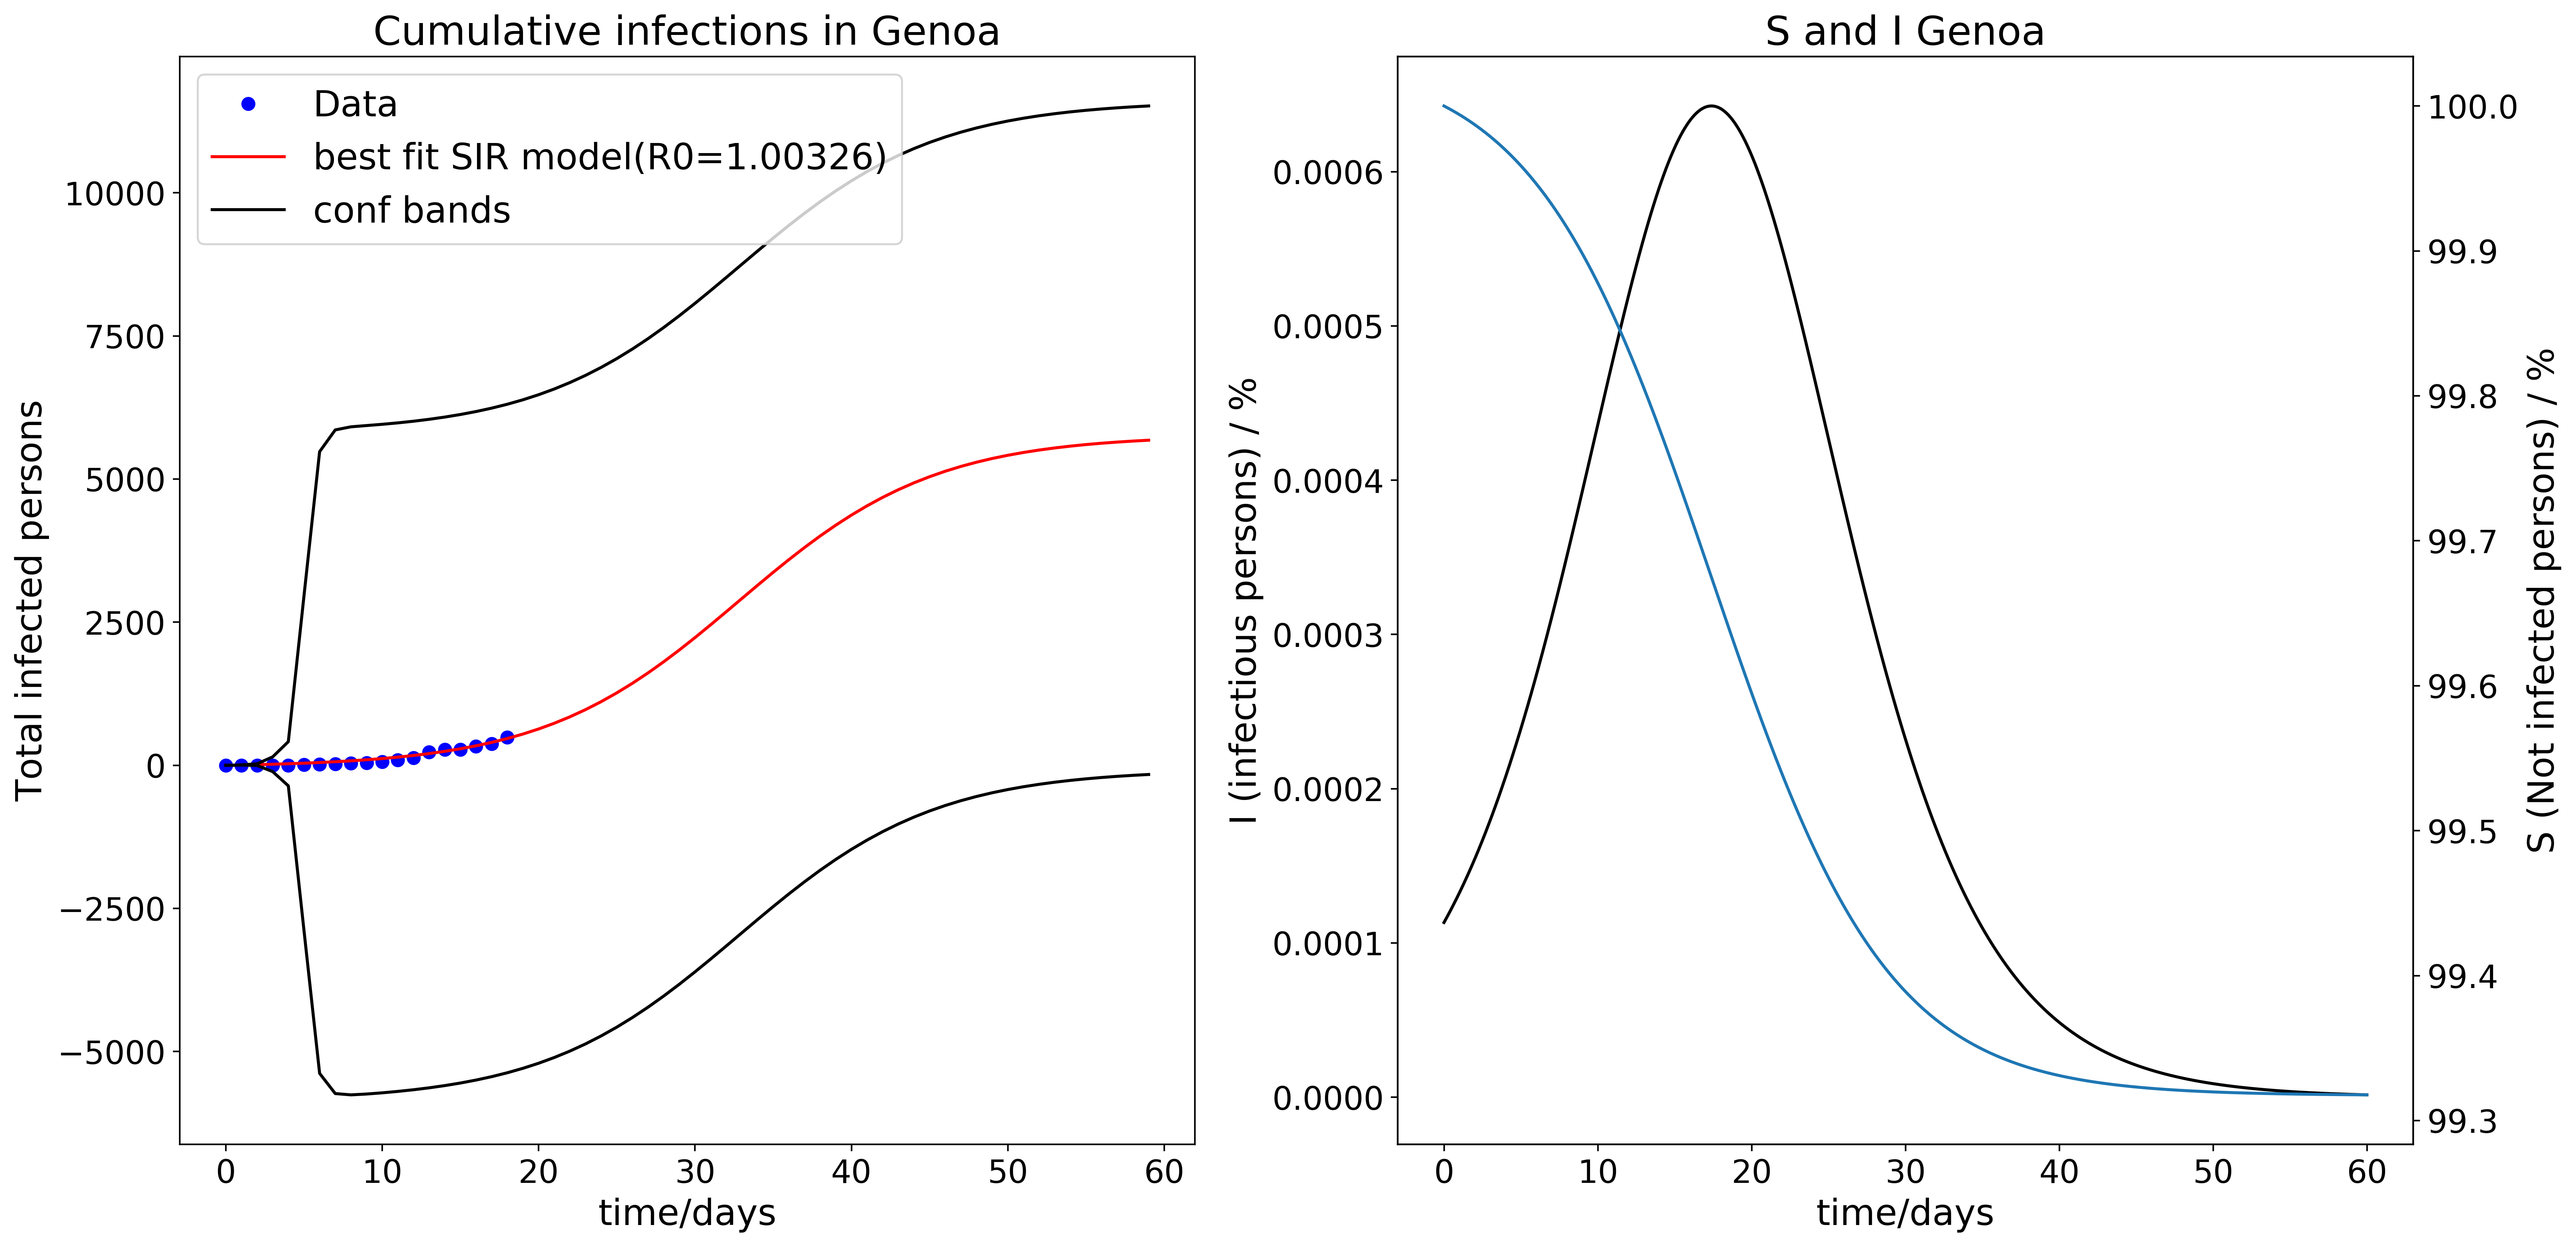 Cumulative infections in Genoa
Data
best fit SIR model(R0=1.00326)
conf bands
Total infected persons
10000
7500
5000
2500
0
−2500
−5000
0 10 20 30 40 50 60
time/days
S and I Genoa
I (infectious persons) / %
0.0006
0.0005
0.0004
0.0003
0.0002
0.0001
0.0000
0 10 20 30 40 50 60
time/days
100.0
99.9
99.8
99.7
99.6
99.5
99.4
99.3
S (Not infected persons) / %